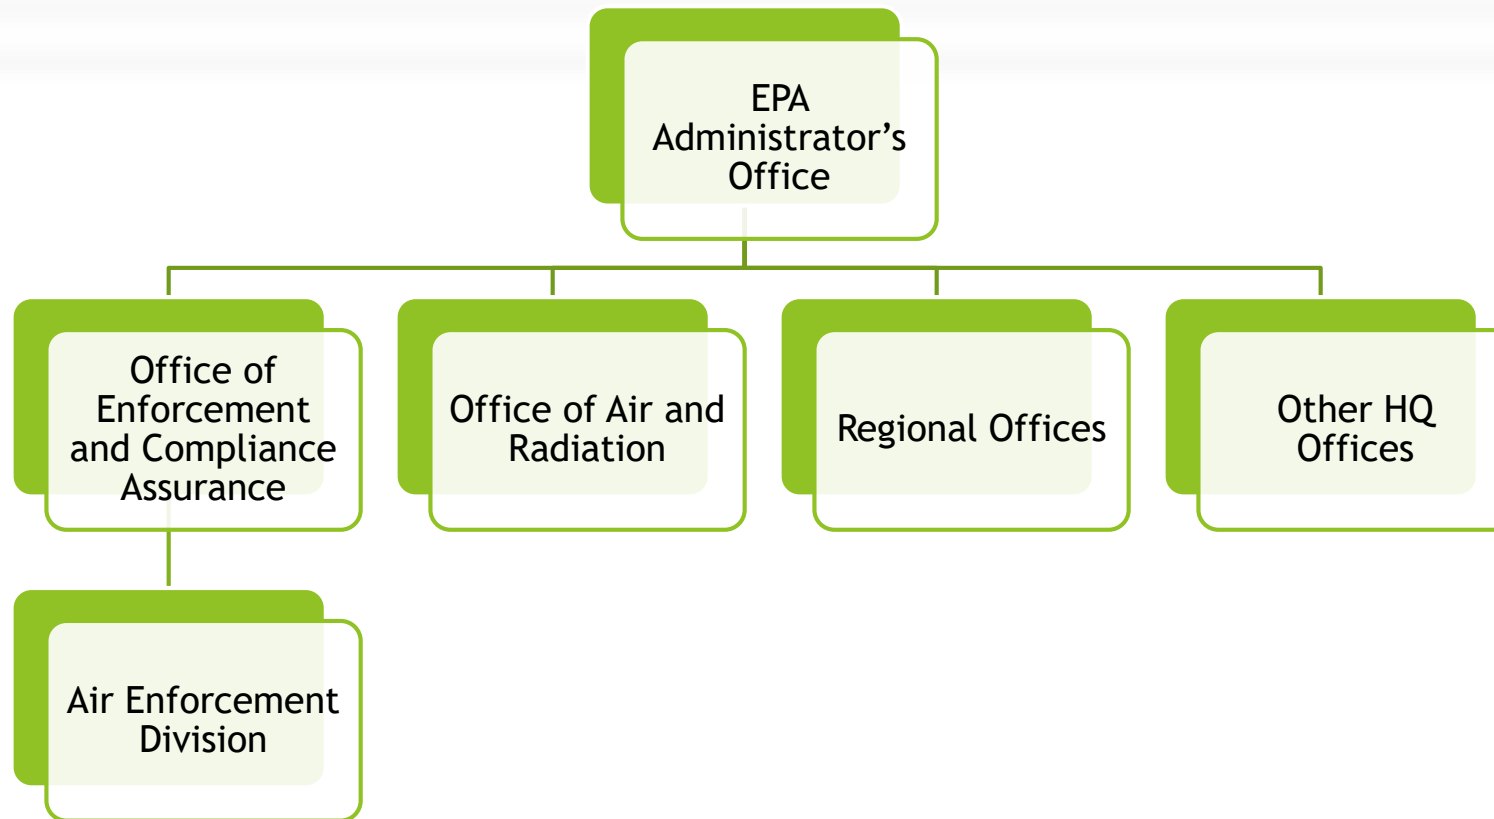 EPA
Administrator’s
Office
Office of
Enforcement
and Compliance
Assurance
Office of Air and
Radiation
Regional Offices
Other HQ
Offices
Air Enforcement
Division